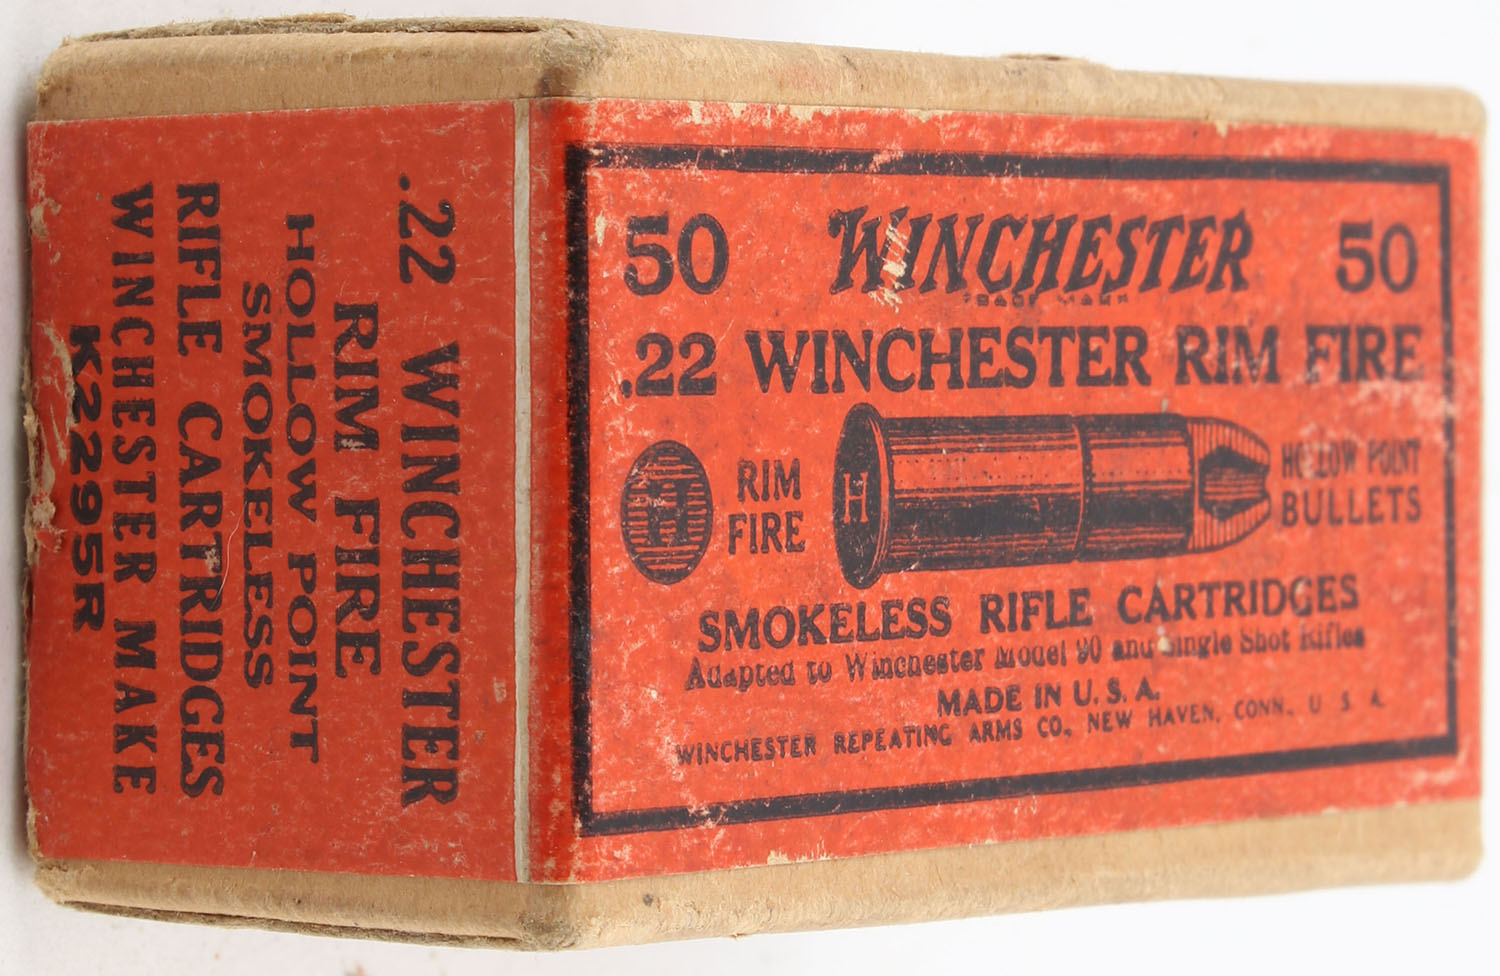 50 WINCHESTER 50
TRADE MARK
.22 WINCHESTER RIM FIRE
H
RIM
FIRE
H
HOLLOW POINT
BULLETS
SMOKELESS RIFLE CARTRIDGES
Adapted to Winchester Model 90 and Single Shot Rifles
MADE IN U.S.A.
WINCHESTER REPEATING ARMS CO., NEW HAVEN, CONN., U.S.A.
.22 WINCHESTER
RIM FIRE
HOLLOW POINT
SMOKELESS
RIFLE CARTRIDGES
WINCHESTER MAKE
K2295R